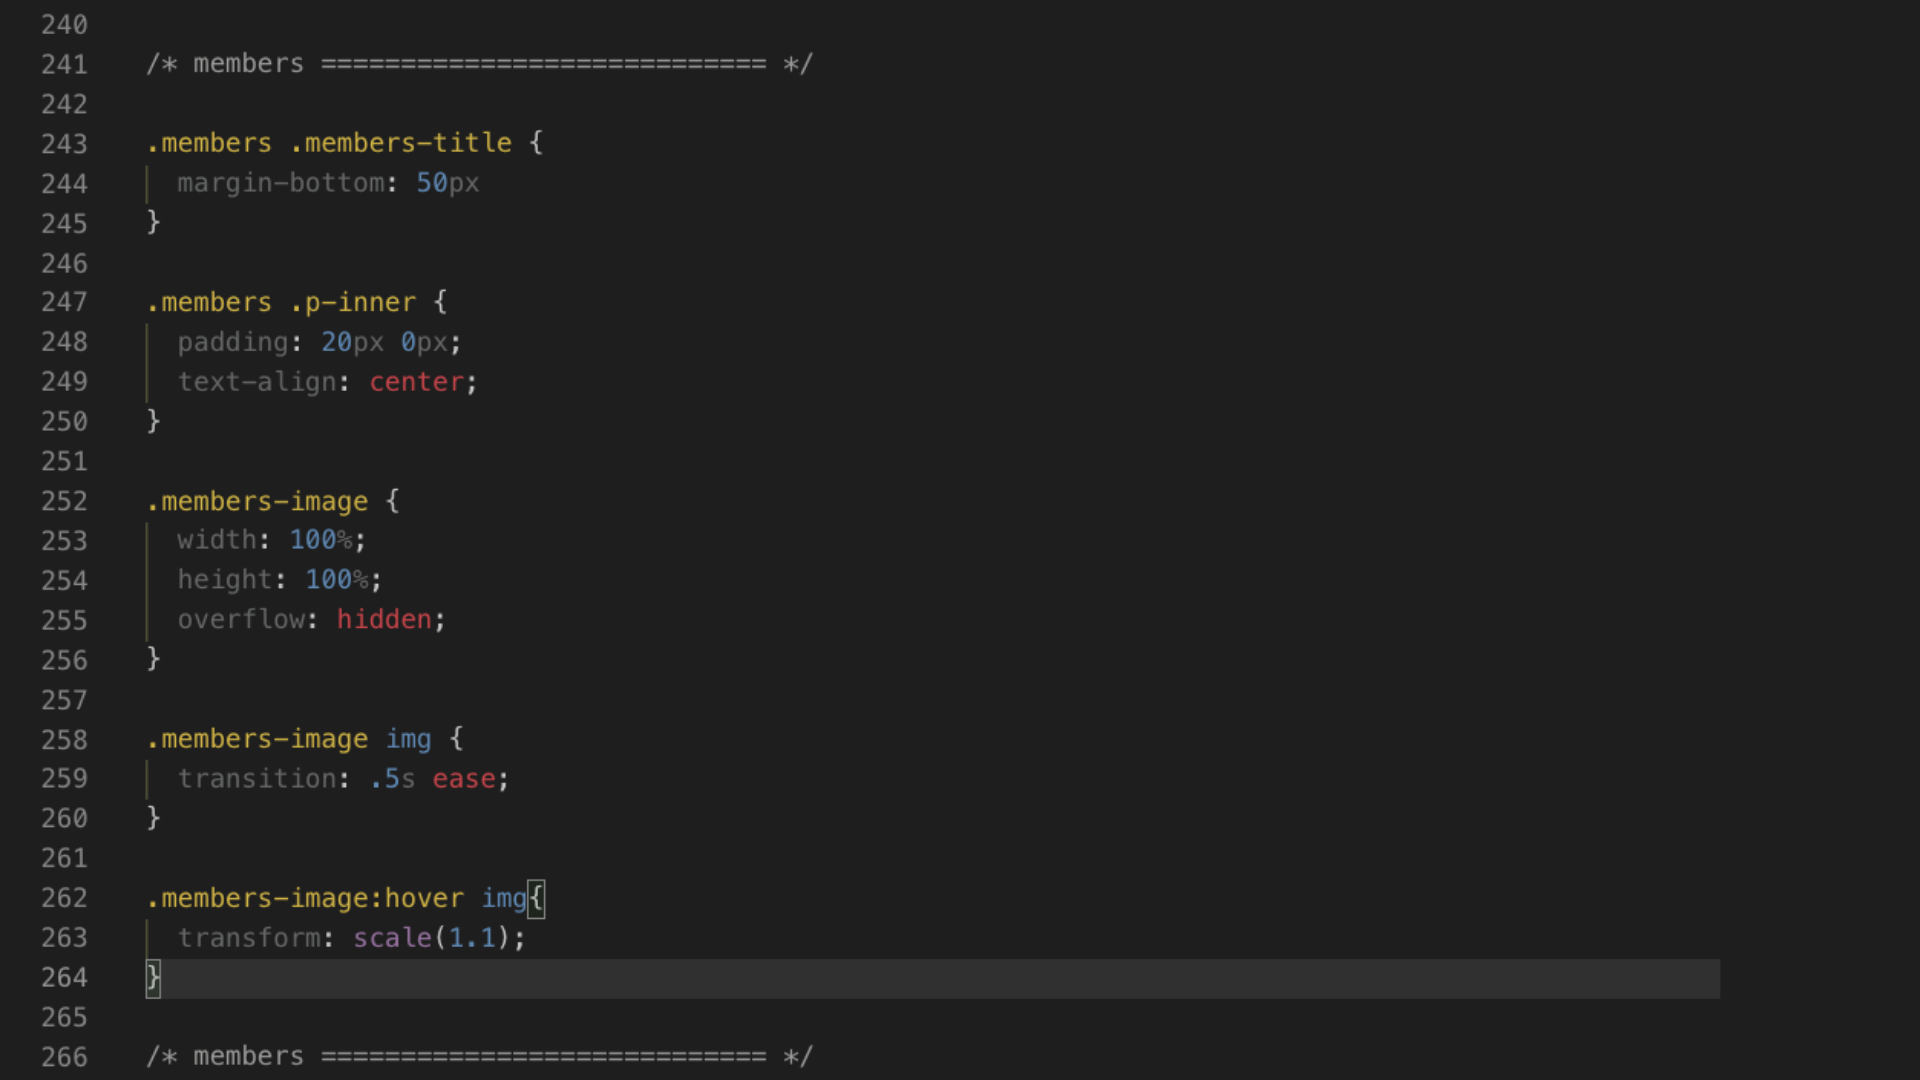 240
241 /* members ============================ */
242
243 .members .members-title {
244 margin-bottom: 50px
245 }
246
247 .members .p-inner {
248 padding: 20px 0px;
249 text-align: center;
250 }
251
252 .members-image {
253 width: 100%;
254 height: 100%;
255 overflow: hidden;
256 }
257
258 .members-image img {
259 transition: .5s ease;
260 }
261
262 .members-image:hover img{
263 transform: scale(1.1);
264 }
265
266 /* members ============================ */